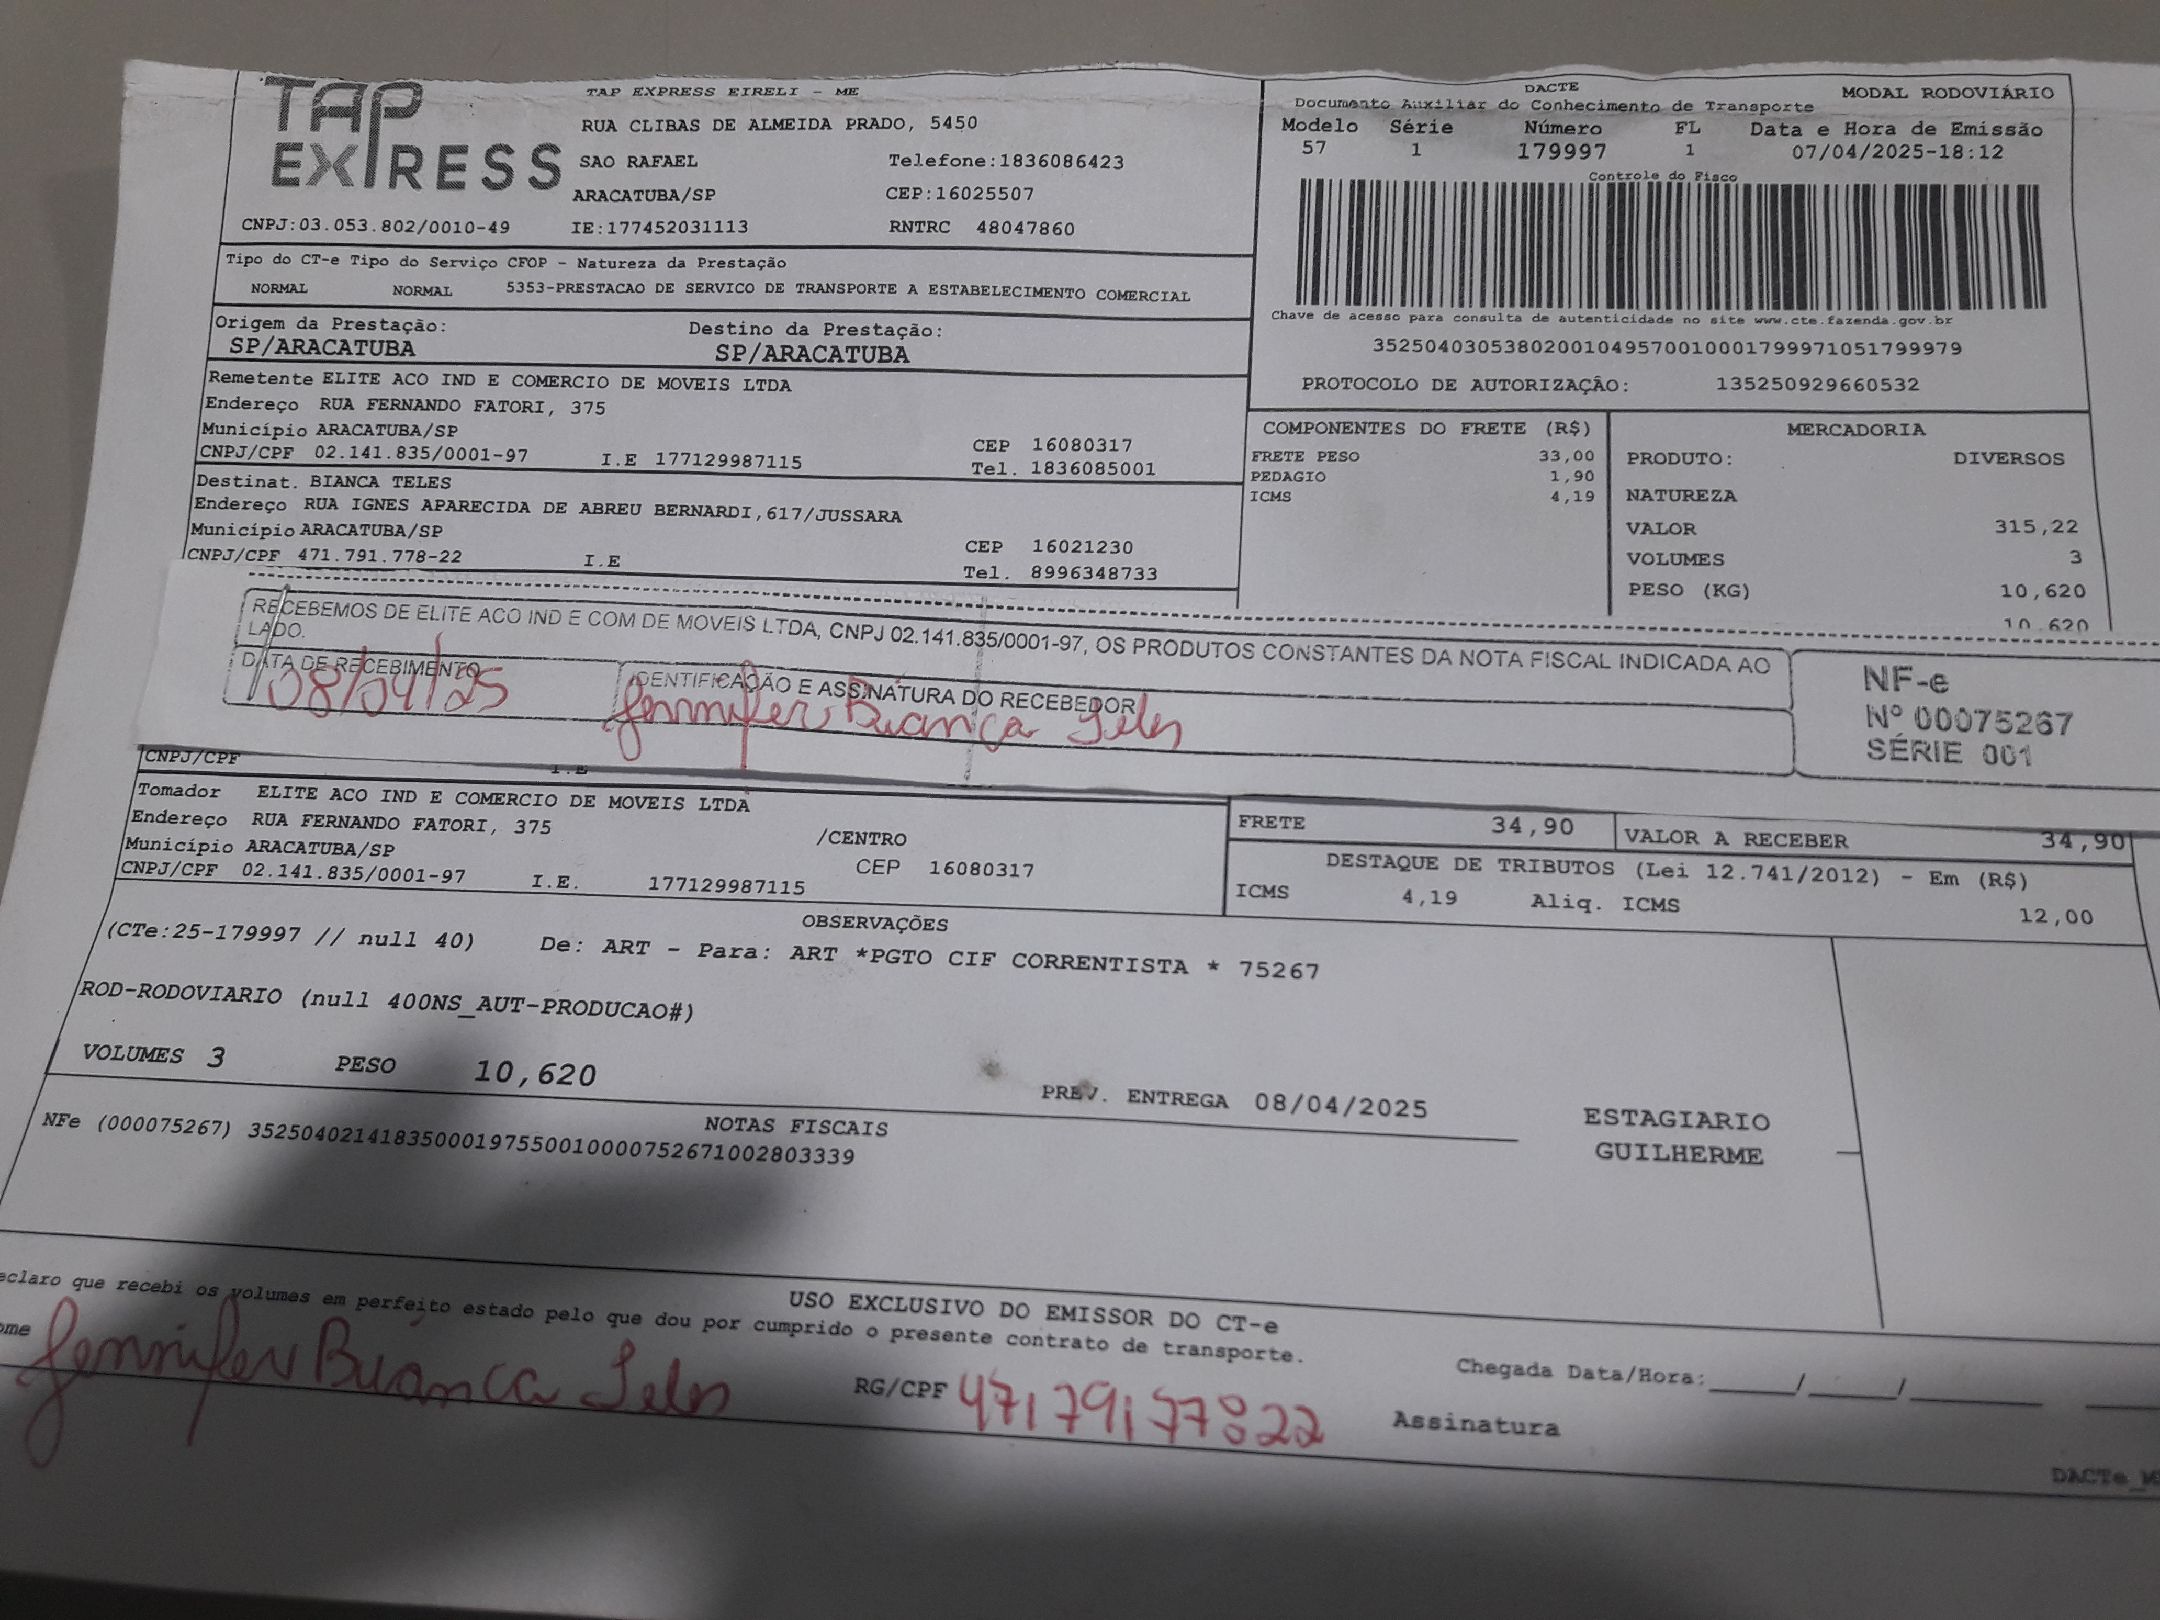 TAP EXPRESS
TAP EXPRESS EIRELI - ME
RUA CLIBAS DE ALMEIDA PRADO, 5450
SAO RAFAEL Telefone:1836086423
ARACATUBA/SP CEP:16025507
CNPJ:03.053.802/0010-49 IE:177452031113 RNTRC 48047860
DACTE MODAL RODOVIÁRIO
Documento Auxiliar do Conhecimento de Transporte
Modelo Série Número FL Data e Hora de Emissão
57 1 179997 1 07/04/2025-18:12
Controle do Fisco
Chave de acesso para consulta de autenticidade no site www.cte.fazenda.gov.br
35250403053802001049570010001799971051799979
PROTOCOLO DE AUTORIZAÇÃO: 135250929660532
Tipo do CT-e Tipo do Serviço CFOP - Natureza da Prestação
NORMAL NORMAL 5353-PRESTACAO DE SERVICO DE TRANSPORTE A ESTABELECIMENTO COMERCIAL
Origem da Prestação: Destino da Prestação:
SP/ARACATUBA SP/ARACATUBA
Remetente ELITE ACO IND E COMERCIO DE MOVEIS LTDA
Endereço RUA FERNANDO FATORI, 375
Município ARACATUBA/SP CEP 16080317
CNPJ/CPF 02.141.835/0001-97 I.E 177129987115 Tel. 1836085001
Destinat. BIANCA TELES
Endereço RUA IGNES APARECIDA DE ABREU BERNARDI,617/JUSSARA
Município ARACATUBA/SP CEP 16021230
CNPJ/CPF 471.791.778-22 I.E Tel. 8996348733
COMPONENTES DO FRETE (R$)
FRETE PESO 33,00
PEDAGIO 1,90
ICMS 4,19
MERCADORIA
PRODUTO: DIVERSOS
NATUREZA
VALOR 315,22
VOLUMES 3
PESO (KG) 10,620
10,620
RECEBEMOS DE ELITE ACO IND E COM DE MOVEIS LTDA, CNPJ 02.141.835/0001-97, OS PRODUTOS CONSTANTES DA NOTA FISCAL INDICADA AO
LADO.
DATA DE RECEBIMENTO IDENTIFICAÇÃO E ASSINATURA DO RECEBEDOR
08/04/25 Jennifer Bianca Teles
NF-e
Nº 00075267
SÉRIE 001
CNPJ/CPF I.E
Tomador ELITE ACO IND E COMERCIO DE MOVEIS LTDA
Endereço RUA FERNANDO FATORI, 375 /CENTRO
Município ARACATUBA/SP CEP 16080317
CNPJ/CPF 02.141.835/0001-97 I.E. 177129987115
FRETE 34,90 VALOR A RECEBER 34,90
DESTAQUE DE TRIBUTOS (Lei 12.741/2012) - Em (R$)
ICMS 4,19 Aliq. ICMS 12,00
OBSERVAÇÕES
(CTe:25-179997 // null 40) De: ART - Para: ART *PGTO CIF CORRENTISTA * 75267
ROD-RODOVIARIO (null 400NS_AUT-PRODUCAO#)
VOLUMES 3 PESO 10,620 PREV. ENTREGA 08/04/2025
ESTAGIARIO
GUILHERME
NOTAS FISCAIS
NFe (000075267) 35250402141835000197550010000752671002803339
USO EXCLUSIVO DO EMISSOR DO CT-e
eclaro que recebi os volumes em perfeito estado pelo que dou por cumprido o presente contrato de transporte.
ome Jennifer Bianca Teles RG/CPF 47179177822
Chegada Data/Hora:_____/_____/_______
Assinatura